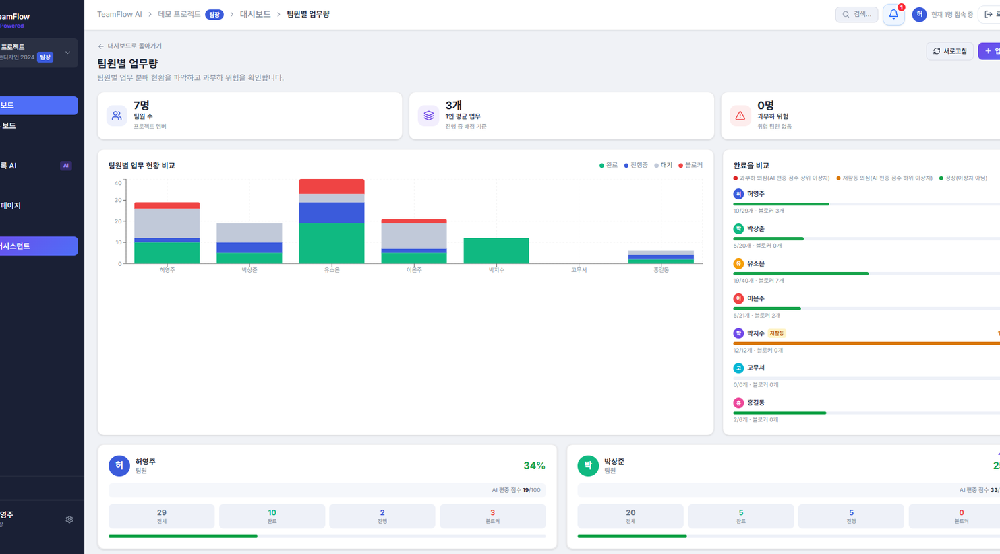 eamFlow
Powered
프로젝트
디자인 2024 팀장
보드
보드
록 AI AI
페이지
시스턴트
영주
TeamFlow AI > 데모 프로젝트 팀장 > 대시보드 > 팀원별 업무량
검색...
1
허 현재 1명 접속 중
← 대시보드로 돌아가기
팀원별 업무량
팀원별 업무 분배 현황을 파악하고 과부하 위험을 확인합니다.
새로고침
+ 업
7명
팀원 수
프로젝트 멤버
3개
1인 평균 업무
진행 중 배정 기준
0명
과부하 위험
위험 팀원 없음
팀원별 업무 현황 비교
완료 진행중 대기 블로커
40
30
20
10
0
허영주 박상준 유소은 이은주 박지수 고무서 홍길동
완료율 비교
과부하 의심(AI 편중 점수 상위 이상치) 저활동 의심(AI 편중 점수 하위 이상치) 정상(이상치 아님)
허 허영주
10/29개 · 블로커 3개
박 박상준
5/20개 · 블로커 0개
유 유소은
19/40개 · 블로커 7개
이 이은주
5/21개 · 블로커 2개
박 박지수 저활동
12/12개 · 블로커 0개
고 고무서
0/0개 · 블로커 0개
홍 홍길동
2/6개 · 블로커 0개
허 허영주
팀원
34%
AI 편중 점수 19/100
29 10 2 3
전체 완료 진행 블로커
박 박상준
팀원
AI 편중 점수 33/
20 5 5 0
전체 완료 진행 블로커